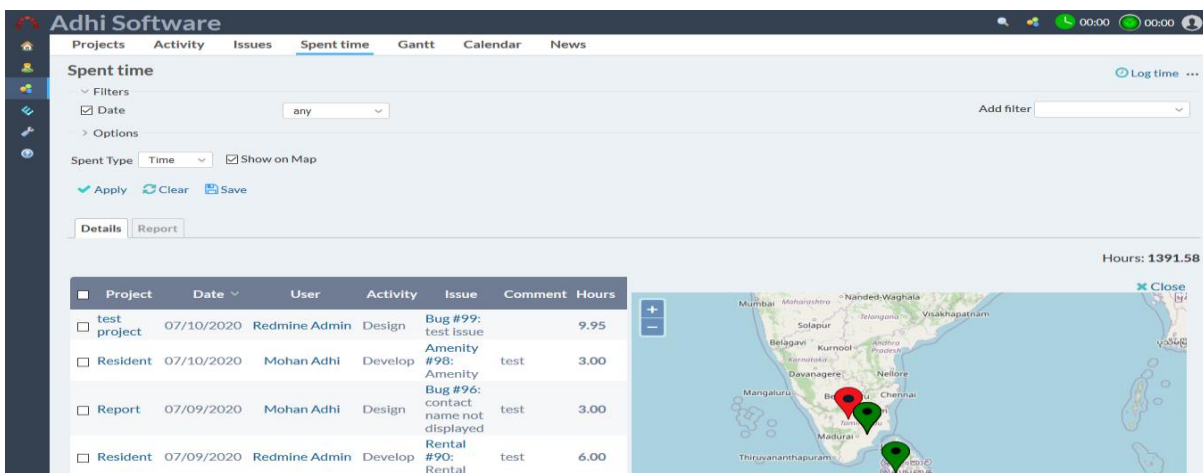 Adhi Software
00:00 00:00
Projects Activity Issues Spent time Gantt Calendar News
Spent time
Log time ...
Filters
Date any Add filter
Options
Spent Type Time Show on Map
Apply Clear Save
Details Report
Hours: 1391.58
Project Date User Activity Issue Comment Hours
test project 07/10/2020 Redmine Admin Design Bug #99: test issue 9.95
Resident 07/10/2020 Mohan Adhi Develop Amenity #98: Amenity test 3.00
Report 07/09/2020 Mohan Adhi Design Bug #96: contact name not displayed test 3.00
Resident 07/09/2020 Redmine Admin Develop #90: Rental Rental test 6.00
Close
+
−
Mumbai Maharashtra Nanded-Waghala
Telangana Visakhapatnam
Solapur
Belagavi Kurnool Andhra Pradesh
Karnataka
Davanagere Nellore
Mangaluru Chennai
Madurai
Thiruvananthapuram